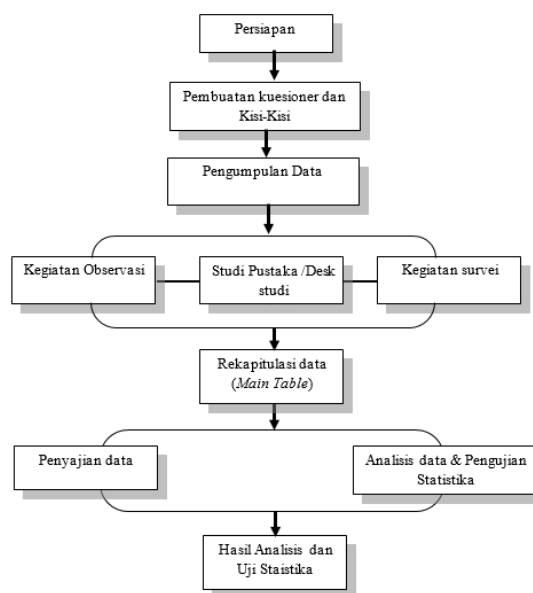 Persiapan
Pembuatan kuesioner dan
Kisi-Kisi
Pengumpulan Data
Kegiatan Observasi
Studi Pustaka /Desk
studi
Kegiatan survei
Rekapitulasi data
(Main Table)
Penyajian data
Analisis data & Pengujian
Statistika
Hasil Analisis dan
Uji Staistika